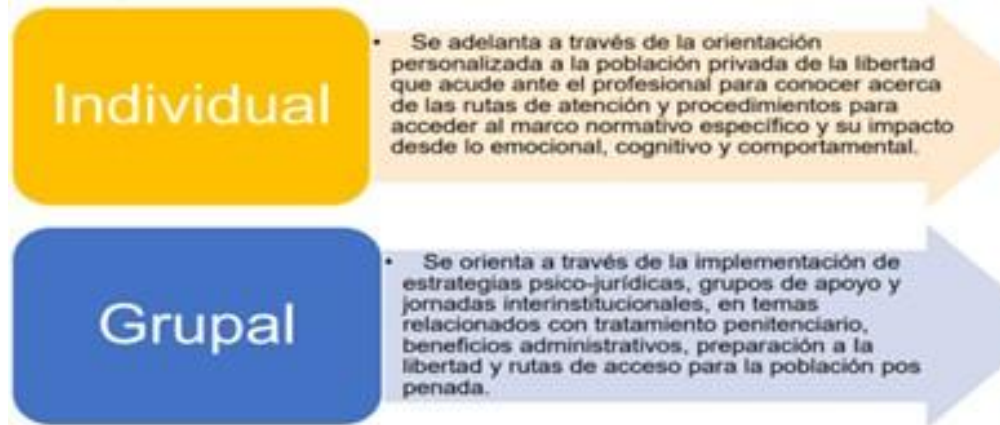 Individual
• Se adelanta a través de la orientación
personalizada a la población privada de la libertad
que acude ante el profesional para conocer acerca
de las rutas de atención y procedimientos para
acceder al marco normativo específico y su impacto
desde lo emocional, cognitivo y comportamental.
Grupal
• Se orienta a través de la implementación de
estrategias psico-jurídicas, grupos de apoyo y
jornadas interinstitucionales, en temas
relacionados con tratamiento penitenciario,
beneficios administrativos, preparación a la
libertad y rutas de acceso para la población pos
penada.